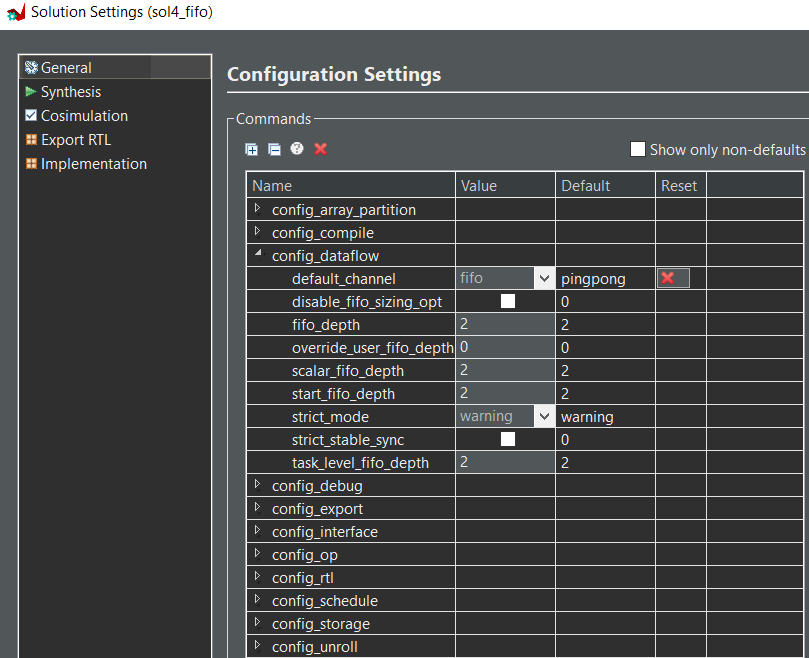 Solution Settings (sol4_fifo)
General
Synthesis
Cosimulation
Export RTL
Implementation
Configuration Settings
Commands
Show only non-defaults
Name Value Default Reset
config_array_partition
config_compile
config_dataflow
default_channel fifo pingpong
disable_fifo_sizing_opt 0
fifo_depth 2 2
override_user_fifo_depth 0 0
scalar_fifo_depth 2 2
start_fifo_depth 2 2
strict_mode warning warning
strict_stable_sync 0
task_level_fifo_depth 2 2
config_debug
config_export
config_interface
config_op
config_rtl
config_schedule
config_storage
config_unroll